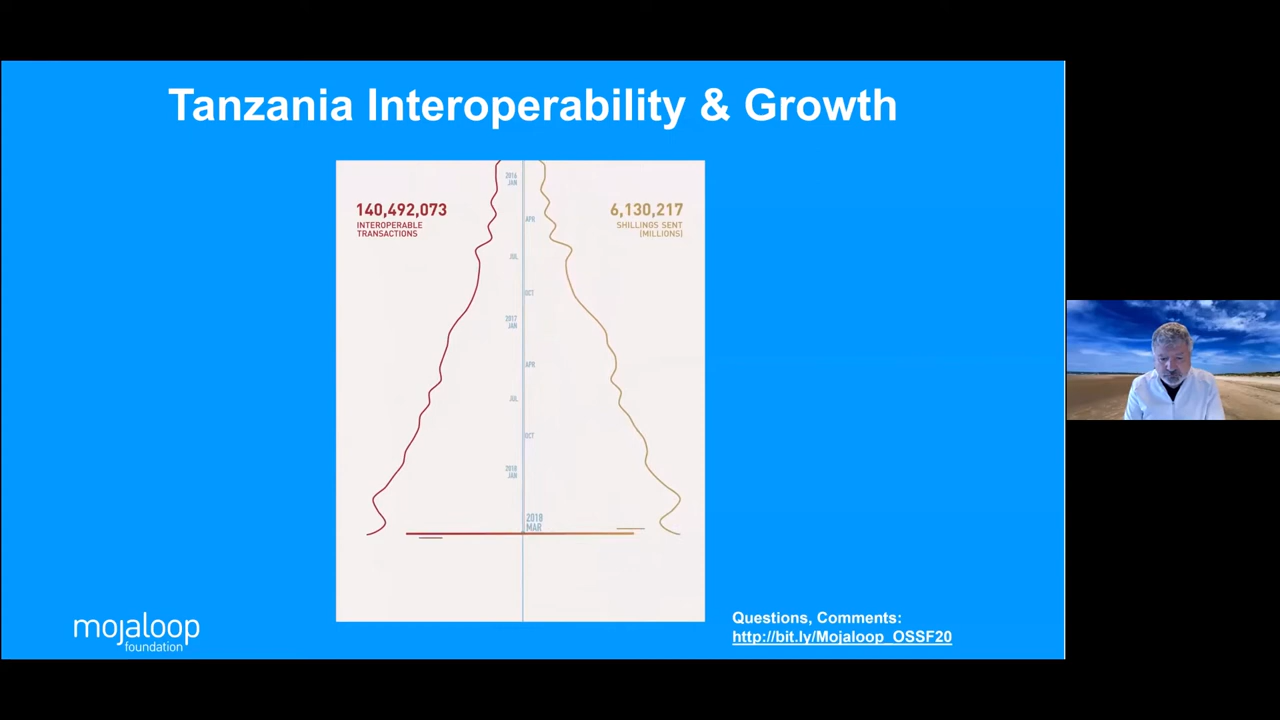 Tanzania Interoperability & Growth
140,492,073
INTEROPERABLE
TRANSACTIONS
6,130,217
SHILLINGS SENT
(MILLIONS)
2016
JAN
APR
JUL
OCT
2017
JAN
APR
JUL
OCT
2018
JAN
2018
MAR
mojaloop
foundation
Questions, Comments:
http://bit.ly/Mojaloop_OSSF20